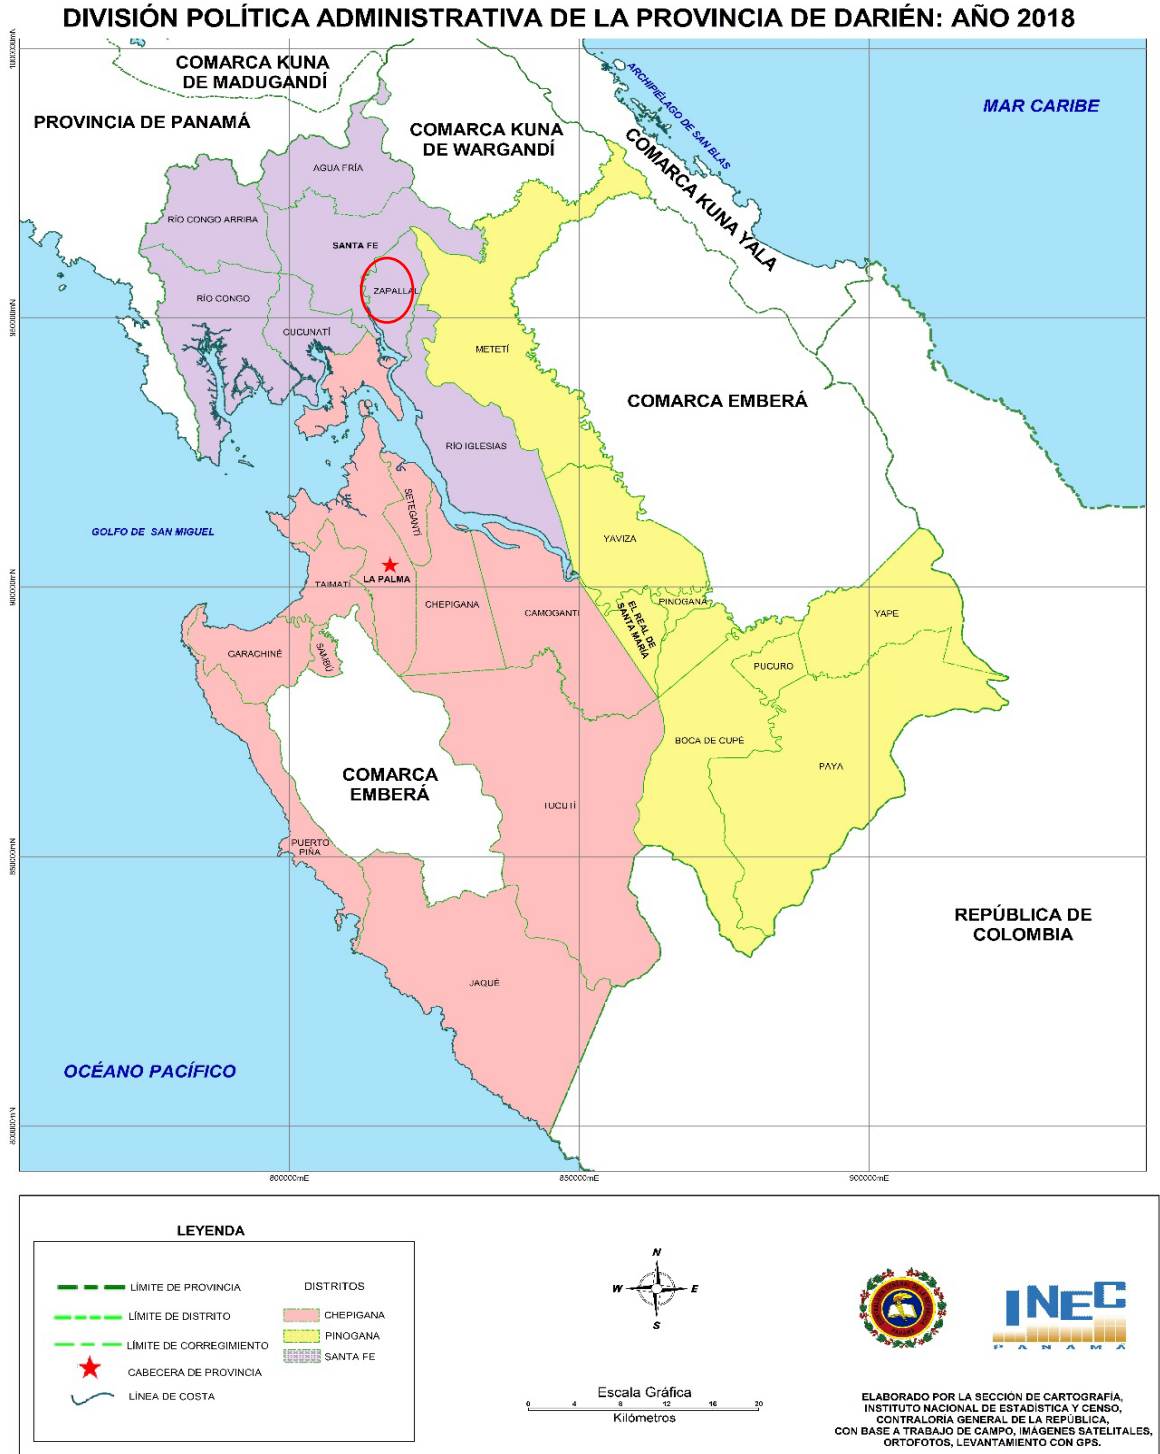 DIVISIÓN POLÍTICA ADMINISTRATIVA DE LA PROVINCIA DE DARIÉN: AÑO 2018
COMARCA KUNA
DE MADUGANDÍ
PROVINCIA DE PANAMÁ
COMARCA KUNA
DE WARGANDÍ
ARCHIPIÉLAGO DE SAN BLAS
MAR CARIBE
COMARCA KUNA YALA
AGUA FRÍA
RÍO CONGO ARRIBA
SANTA FE
ZAPALLAL
RÍO CONGO
CUCUNATÍ
METETÍ
COMARCA EMBERÁ
RÍO IGLESIAS
SETEGANTÍ
GOLFO DE SAN MIGUEL
YAVIZA
TAIMATÍ
LA PALMA
CHEPIGANA
CAMOGANTI
EL REAL DE
SANTA MARÍA
PINOGANA
YAPE
GARACHINÉ
SAMBÚ
PUCURO
BOCA DE CUPÉ
PAYA
COMARCA
EMBERÁ
TUCUTÍ
PUERTO
PIÑA
REPÚBLICA DE
COLOMBIA
JAQUÉ
OCÉANO PACÍFICO
1000000mN
950000mN
900000mN
850000mN
800000mN
800000mE
850000mE
900000mE
LEYENDA
LÍMITE DE PROVINCIA
LÍMITE DE DISTRITO
LÍMITE DE CORREGIMIENTO
CABECERA DE PROVINCIA
LÍNEA DE COSTA
DISTRITOS
CHEPIGANA
PINOGANA
SANTA FE
N
W
E
S
Escala Gráfica
0 4 8 12 16 20
Kilómetros
INEC
PANAMÁ
ELABORADO POR LA SECCIÓN DE CARTOGRAFÍA,
INSTITUTO NACIONAL DE ESTADÍSTICA Y CENSO,
CONTRALORÍA GENERAL DE LA REPÚBLICA,
CON BASE A TRABAJO DE CAMPO, IMÁGENES SATELITALES,
ORTOFOTOS, LEVANTAMIENTO CON GPS.